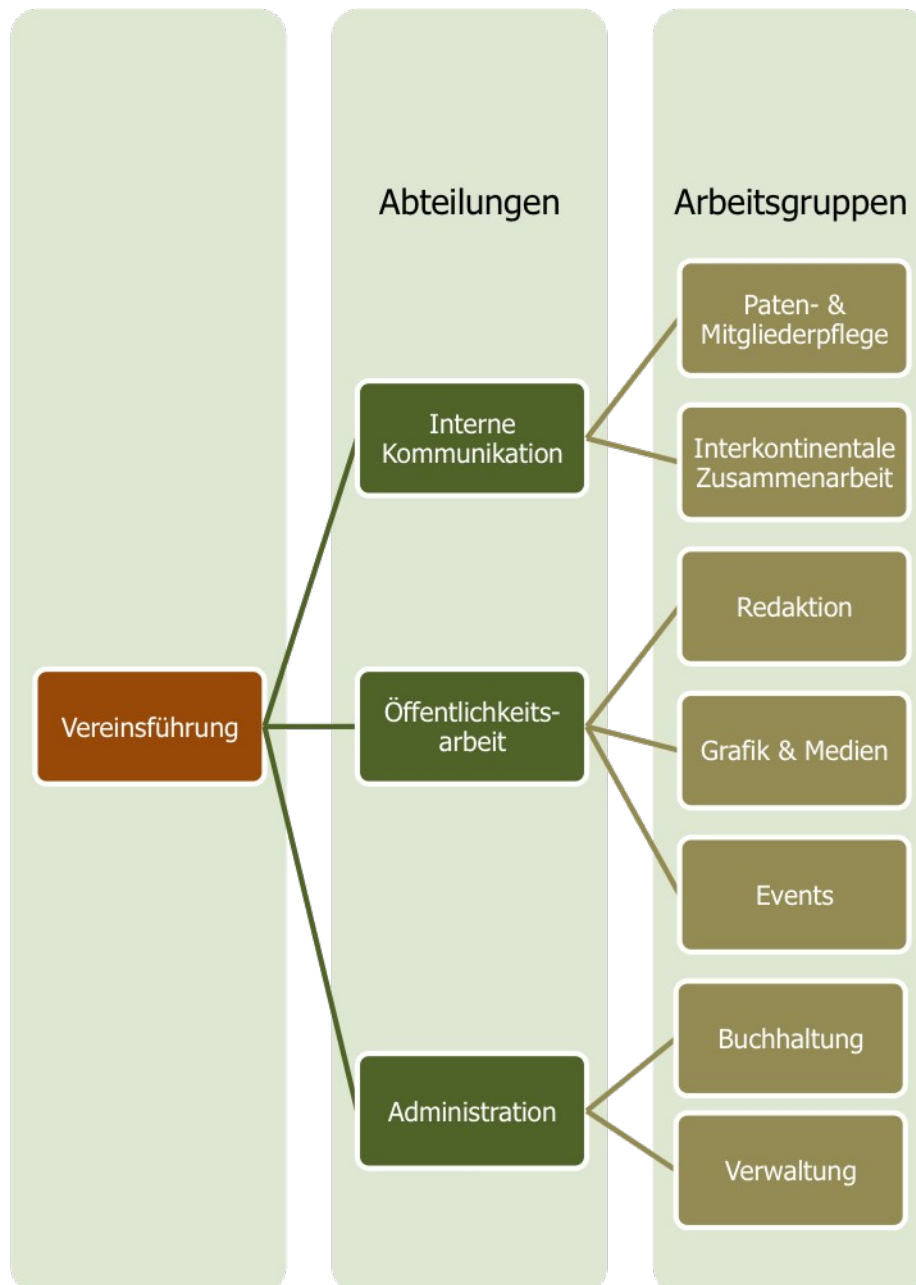 Abteilungen
Arbeitsgruppen
Vereinsführung
Interne
Kommunikation
Öffentlichkeits-
arbeit
Administration
Paten- &
Mitgliederpflege
Interkontinentale
Zusammenarbeit
Redaktion
Grafik & Medien
Events
Buchhaltung
Verwaltung